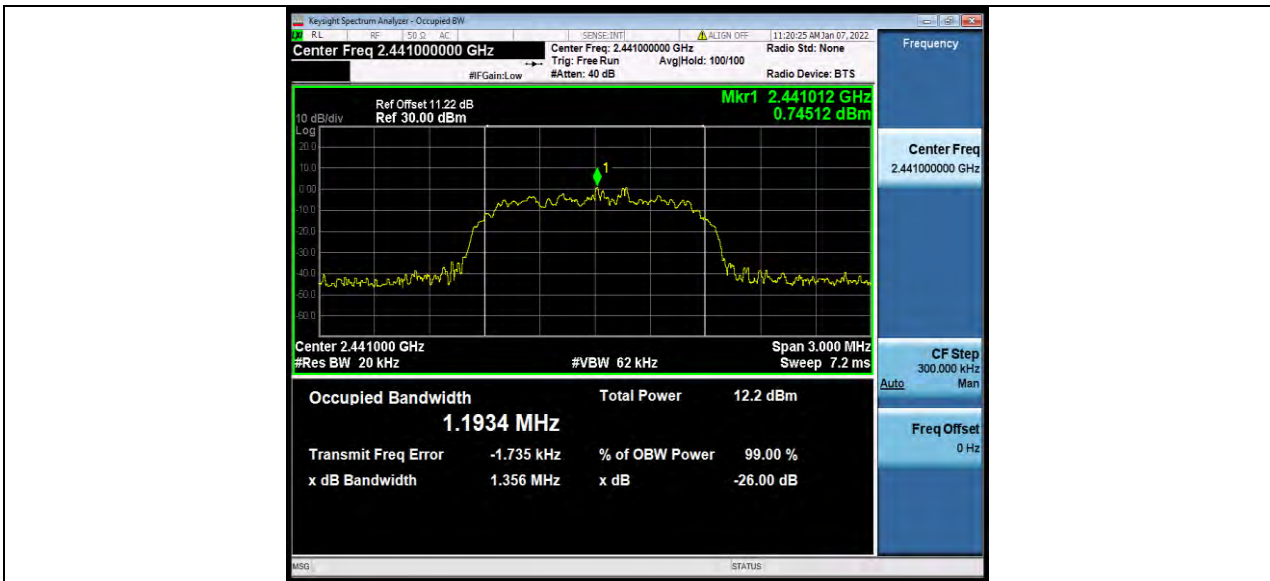 Keysight Spectrum Analyzer - Occupied BW
RL RF 50 Ω AC SENSE:INT ALIGN OFF 11:20:25 AM Jan 07, 2022
Center Freq 2.441000000 GHz
Center Freq: 2.441000000 GHz
Radio Std: None
Trig: Free Run Avg|Hold: 100/100
#IFGain:Low
#Atten: 40 dB
Radio Device: BTS
Frequency
Mkr1 2.441012 GHz
0.74512 dBm
Ref Offset 11.22 dB
10 dB/div Ref 30.00 dBm
Log
20.0
10.0
0.00
-10.0
-20.0
-30.0
-40.0
-50.0
-60.0
1
Center 2.441000 GHz
Span 3.000 MHz
#Res BW 20 kHz
#VBW 62 kHz
Sweep 7.2 ms
Center Freq
2.441000000 GHz
CF Step
300.000 kHz
Auto Man
Freq Offset
0 Hz
Occupied Bandwidth
1.1934 MHz
Total Power 12.2 dBm
Transmit Freq Error -1.735 kHz
% of OBW Power 99.00 %
x dB Bandwidth 1.356 MHz
x dB -26.00 dB
MSG
STATUS